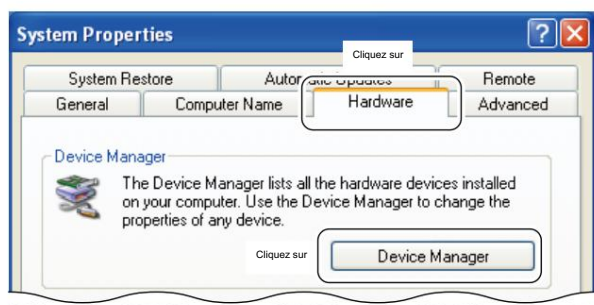 System Properties
Cliquez sur
System Restore Automatic Updates Remote
General Computer Name Hardware Advanced
Device Manager
The Device Manager lists all the hardware devices installed
on your computer. Use the Device Manager to change the
properties of any device.
Cliquez sur Device Manager